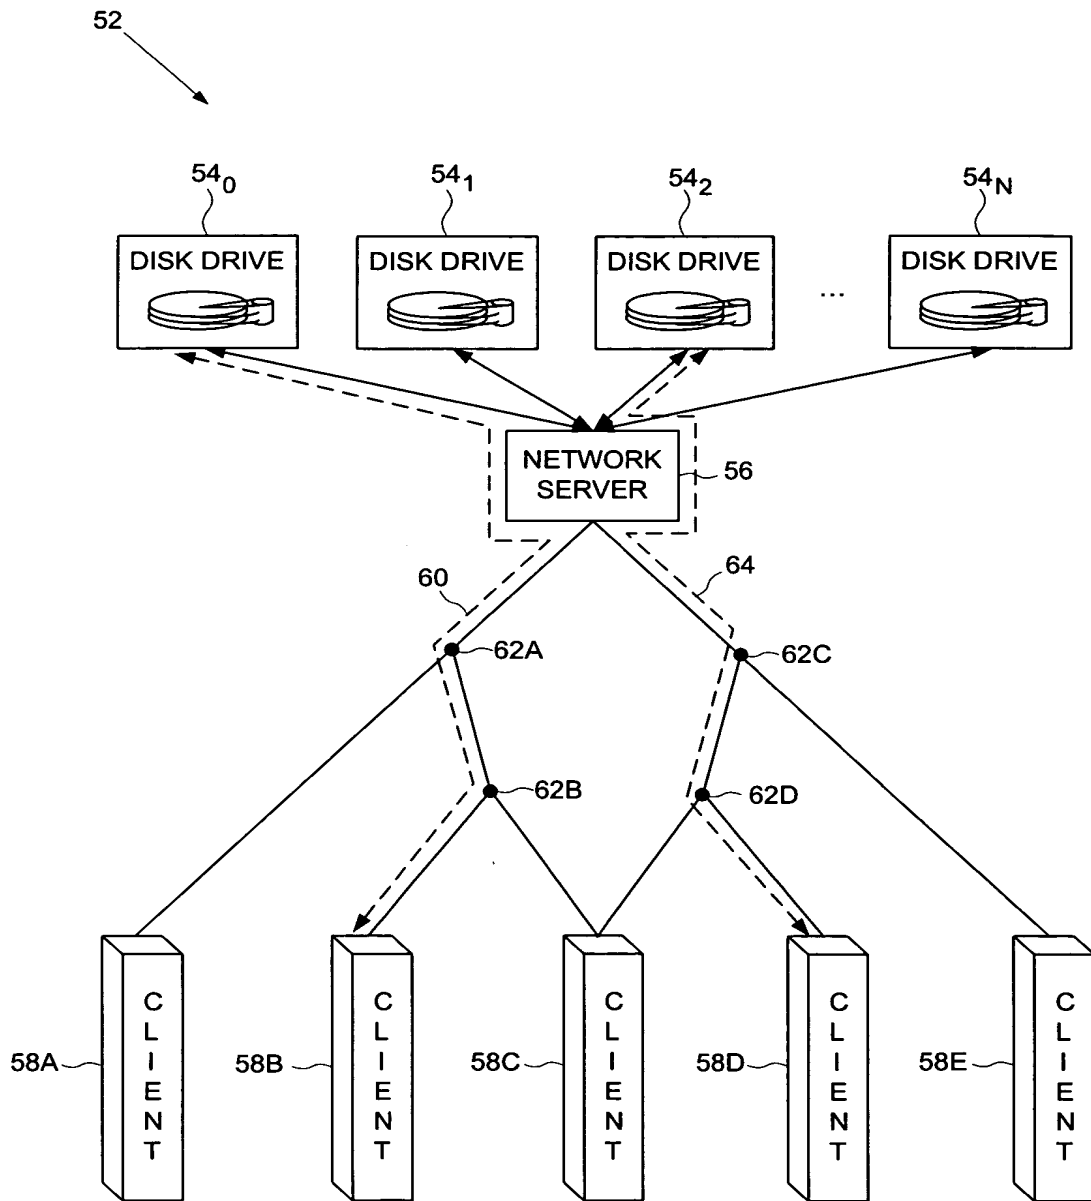 52
54₀
54₁
54₂
54N
DISK DRIVE
DISK DRIVE
DISK DRIVE
...
DISK DRIVE
NETWORK
SERVER
56
60
64
62A
62C
62B
62D
58A
CLIENT
58B
CLIENT
58C
CLIENT
58D
CLIENT
58E
CLIENT